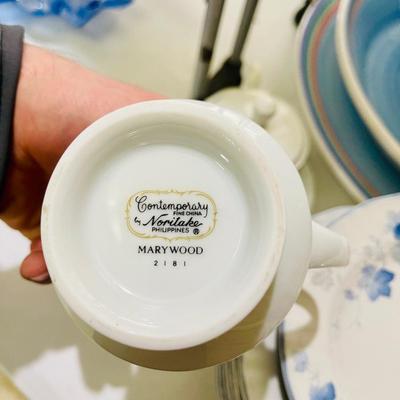 Contemporary
FINE CHINA
by Noritake ®
PHILIPPINES
MARYWOOD
2181